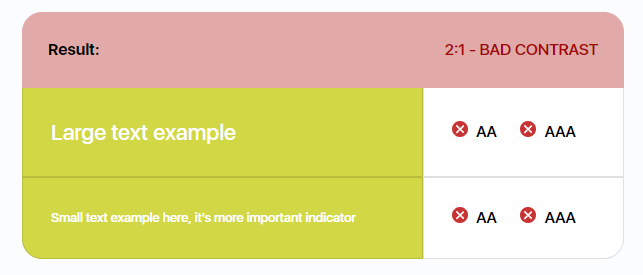 Result:
2:1 - BAD CONTRAST
Large text example
AA
AAA
Small text example here, it's more important indicator
AA
AAA